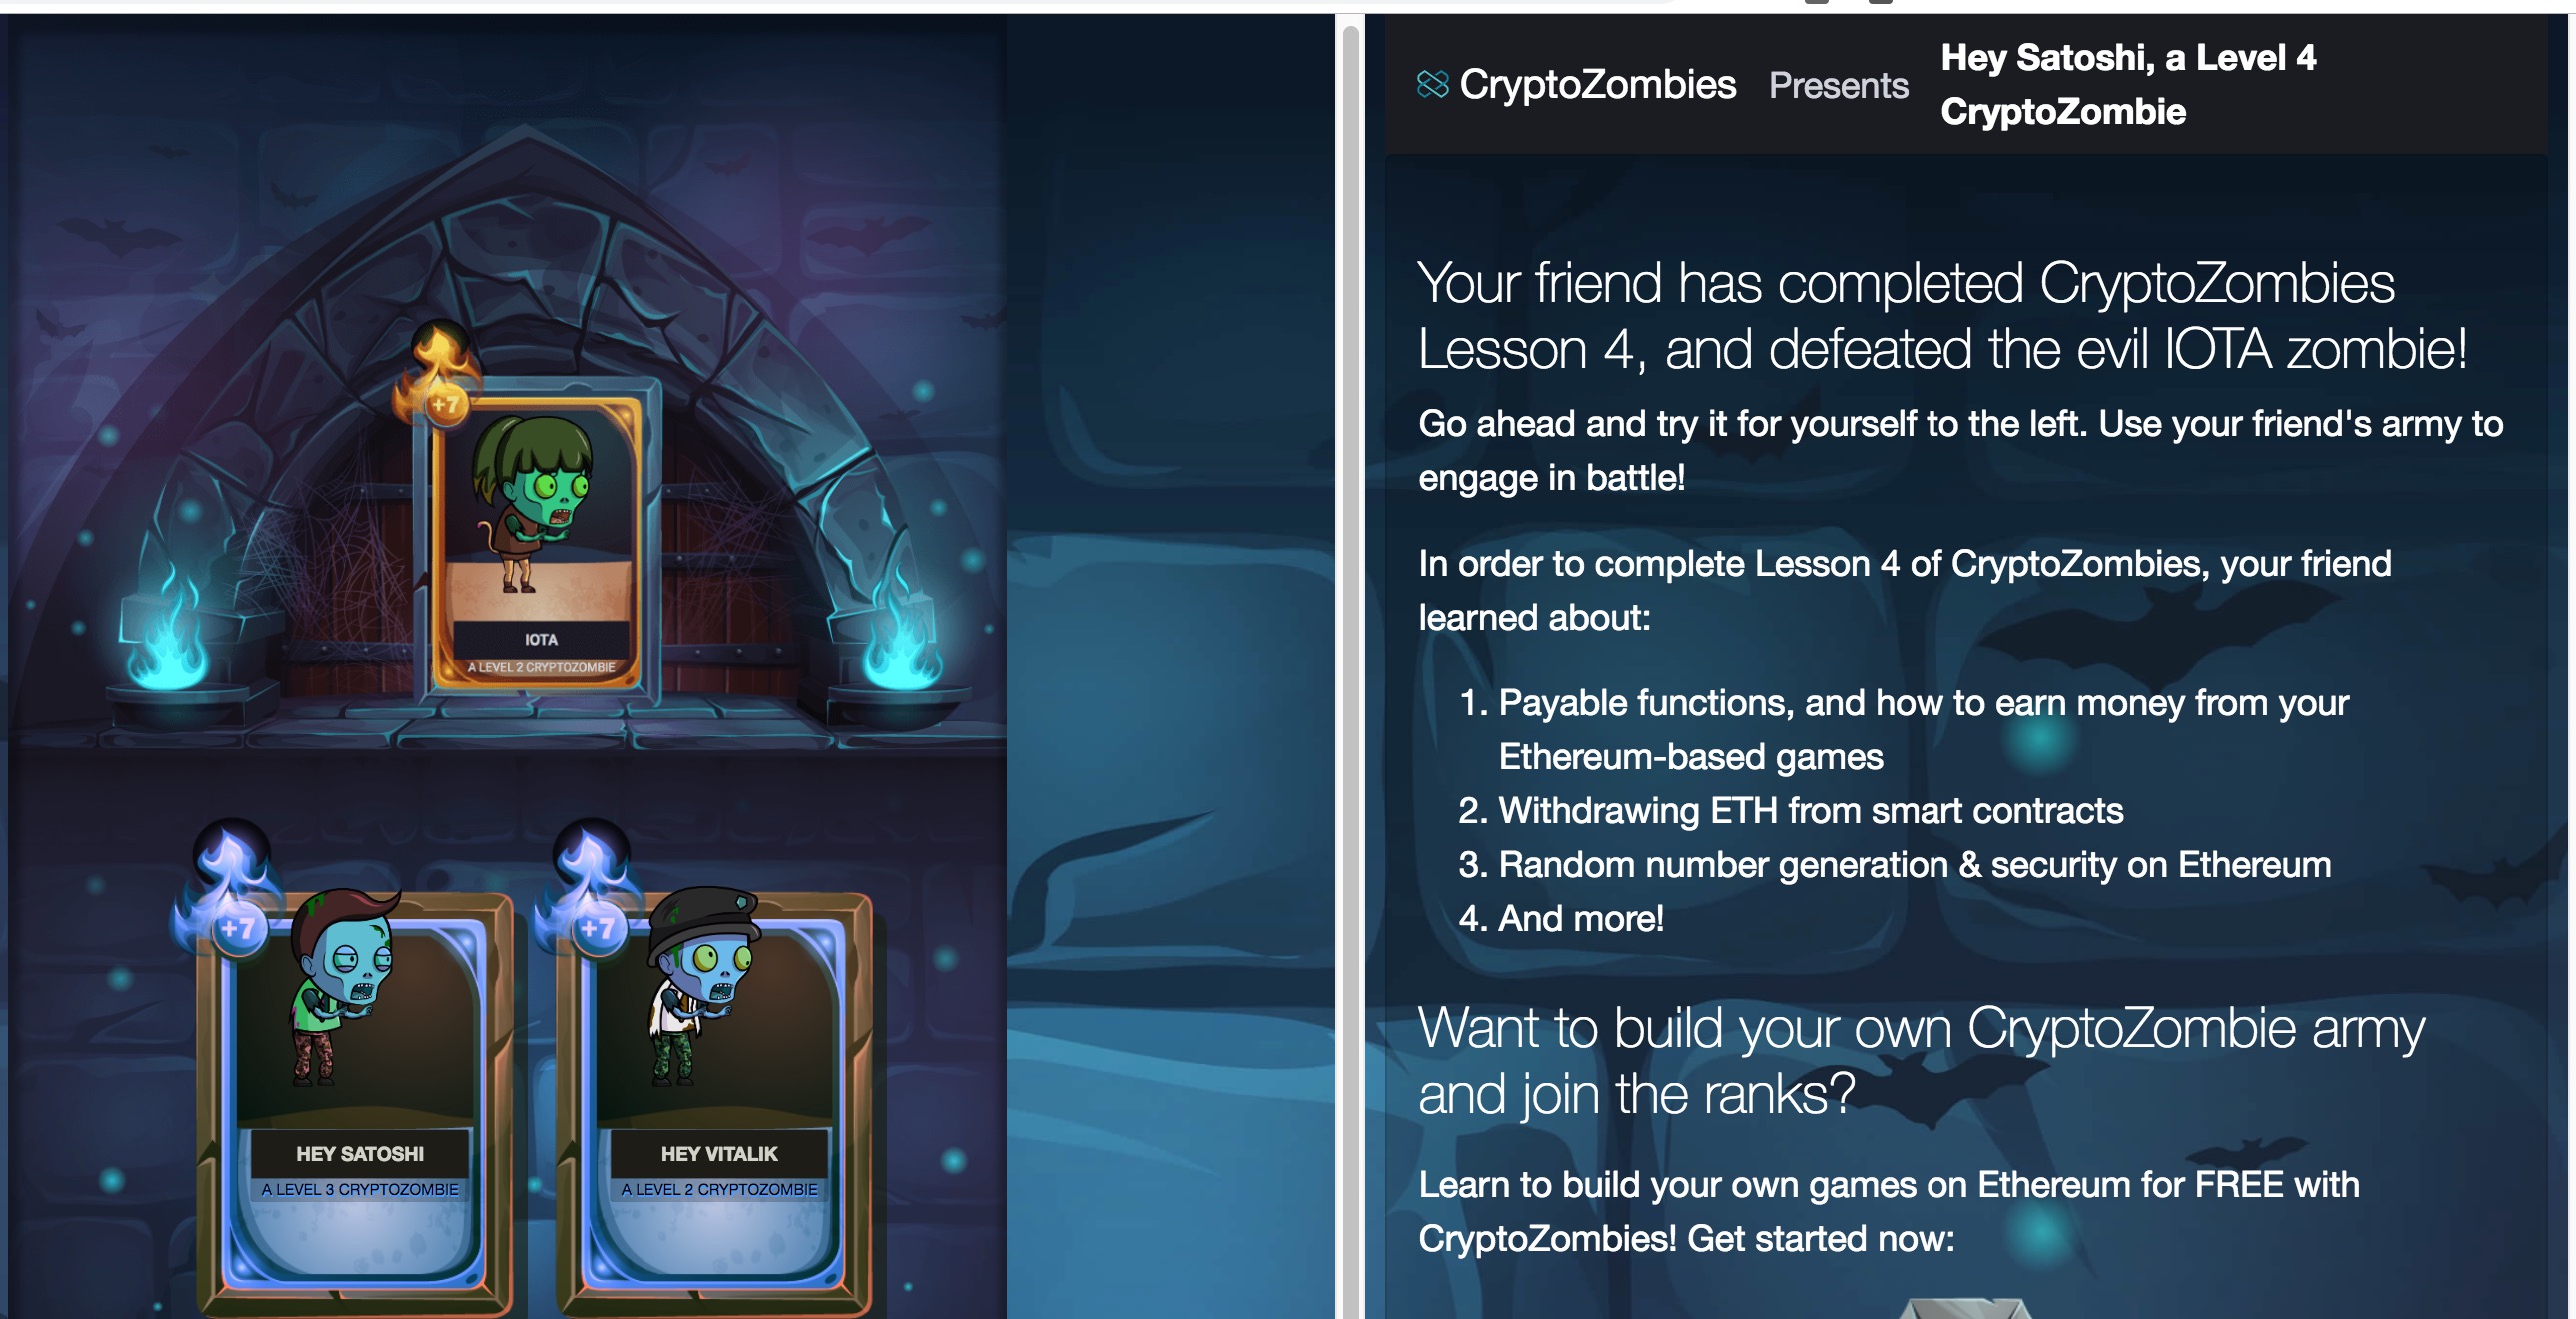 +7
IOTA
A LEVEL 2 CRYPTOZOMBIE
+7
+7
HEY SATOSHI
A LEVEL 3 CRYPTOZOMBIE
HEY VITALIK
A LEVEL 2 CRYPTOZOMBIE
CryptoZombies Presents
Hey Satoshi, a Level 4
CryptoZombie
Your friend has completed CryptoZombies
Lesson 4, and defeated the evil IOTA zombie!
Go ahead and try it for yourself to the left. Use your friend's army to
engage in battle!
In order to complete Lesson 4 of CryptoZombies, your friend
learned about:
1. Payable functions, and how to earn money from your
Ethereum-based games
2. Withdrawing ETH from smart contracts
3. Random number generation & security on Ethereum
4. And more!
Want to build your own CryptoZombie army
and join the ranks?
Learn to build your own games on Ethereum for FREE with
CryptoZombies! Get started now: